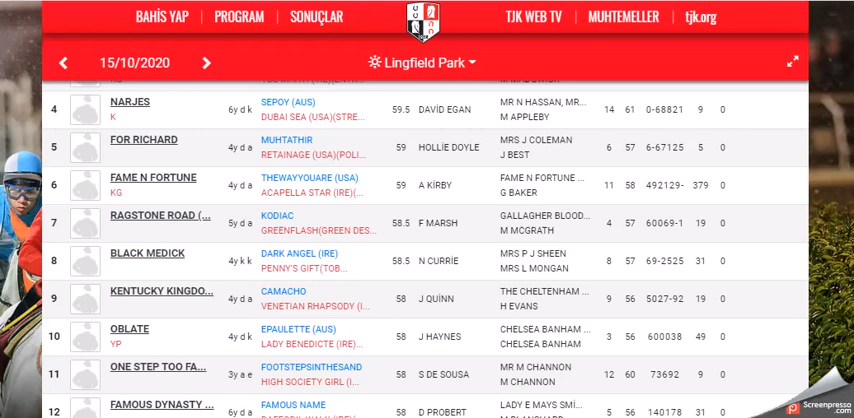 BAHİS YAP | PROGRAM | SONUÇLAR TJK WEB TV | MUHTEMELLER | tjk.org
15/10/2020 Lingfield Park
4 NARJES 6y d k SEPOY (AUS) 59.5 DAVİD EGAN MR N HASSAN, MR... 14 61 0-68821 9 0
K DUBAI SEA (USA)(STRE... M APPLEBY
5 FOR RICHARD 4y d a MUHTATHIR 59 HOLLİE DOYLE MRS J COLEMAN 6 57 6-67125 5 0
RETAINAGE (USA)(POLI... J BEST
6 FAME N FORTUNE 4y d a THEWAYYOUARE (USA) 59 A KİRBY FAME N FORTUNE ... 11 58 492129- 379 0
KG ACAPELLA STAR (IRE)(... G BAKER
7 RAGSTONE ROAD (... 5y d a KODIAC 58.5 F MARSH GALLAGHER BLOOD... 4 57 60069-1 19 0
GREENFLASH(GREEN DES... M MCGRATH
8 BLACK MEDICK 4y k k DARK ANGEL (IRE) 58.5 N CURRİE MRS P J SHEEN 8 57 69-2525 31 0
PENNY'S GIFT(TOB... MRS L MONGAN
9 KENTUCKY KINGDO... 4y d a CAMACHO 58 J QUİNN THE CHELTENHAM ... 9 56 5027-92 19 0
VENETIAN RHAPSODY (I... H EVANS
10 OBLATE 4y d k EPAULETTE (AUS) 58 J HAYNES CHELSEA BANHAM ... 3 56 600038 49 0
YP LADY BENEDICTE (IRE)... CHELSEA BANHAM
11 ONE STEP TOO FA... 3y a e FOOTSTEPSINTHESAND 58 S DE SOUSA MR M CHANNON 12 60 73692 9 0
HIGH SOCIETY GIRL (I... M CHANNON
12 FAMOUS DYNASTY ... 6y d a FAMOUS NAME 58 D PROBERT LADY E MAYS SMİ... 5 56 140178 31 0
Screenpresso
.com